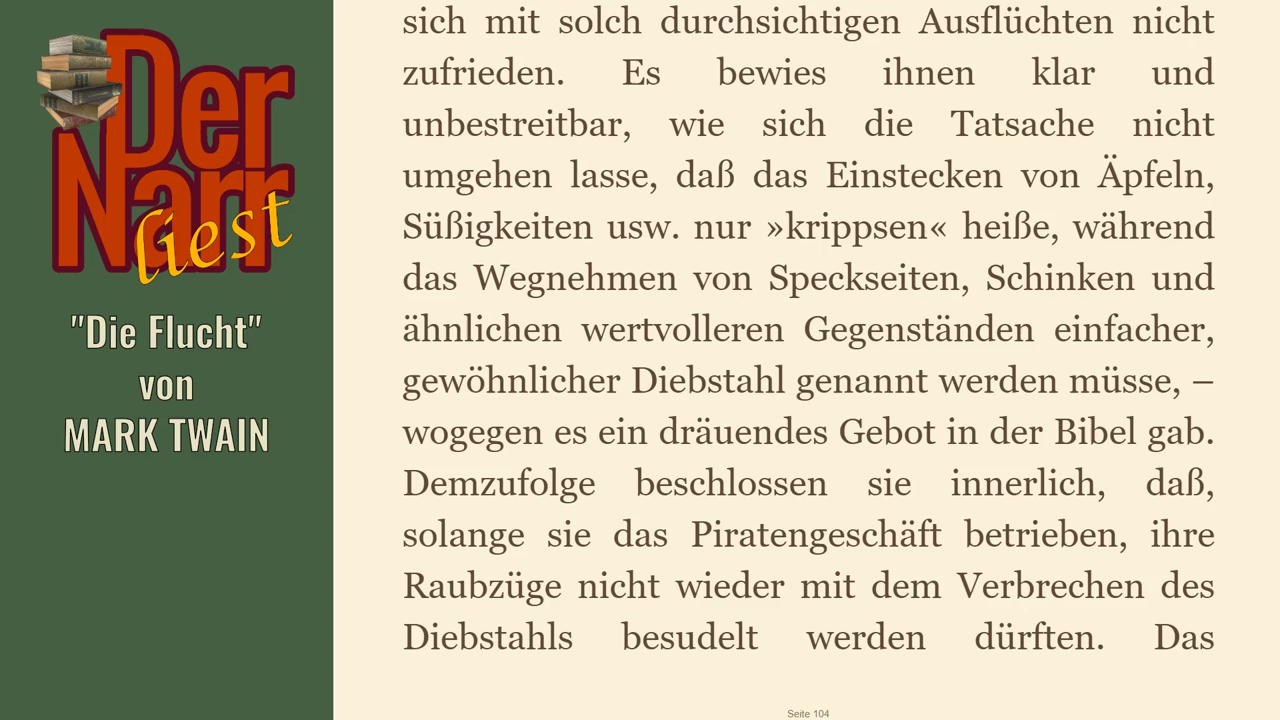 Der
Narr
liest
"Die Flucht"
von
MARK TWAIN
sich mit solch durchsichtigen Ausflüchten nicht
zufrieden. Es bewies ihnen klar und
unbestreitbar, wie sich die Tatsache nicht
umgehen lasse, daß das Einstecken von Äpfeln,
Süßigkeiten usw. nur »krippsen« heiße, während
das Wegnehmen von Speckseiten, Schinken und
ähnlichen wertvolleren Gegenständen einfacher,
gewöhnlicher Diebstahl genannt werden müsse, –
wogegen es ein dräuendes Gebot in der Bibel gab.
Demzufolge beschlossen sie innerlich, daß,
solange sie das Piratengeschäft betrieben, ihre
Raubzüge nicht wieder mit dem Verbrechen des
Diebstahls besudelt werden dürften. Das
Seite 104